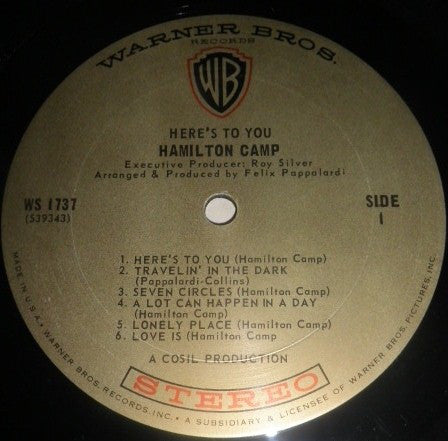 WARNER BROS.
RECORDS
WB
HERE'S TO YOU
HAMILTON CAMP
Executive Producer: Roy Silver
Arranged & Produced by Felix Pappalardi
WS 1737
(S39343)
SIDE
1
1. HERE'S TO YOU (Hamilton Camp)
2. TRAVELIN' IN THE DARK
(Pappalardi-Collins)
3. SEVEN CIRCLES (Hamilton Camp)
4. A LOT CAN HAPPEN IN A DAY
(Hamilton Camp)
5. LONELY PLACE (Hamilton Camp)
6. LOVE IS (Hamilton Camp
A COSIL PRODUCTION
STEREO
MADE IN U.S.A. • WARNER BROS. RECORDS, INC. • A SUBSIDIARY & LICENSEE OF WARNER BROS. PICTURES, INC.